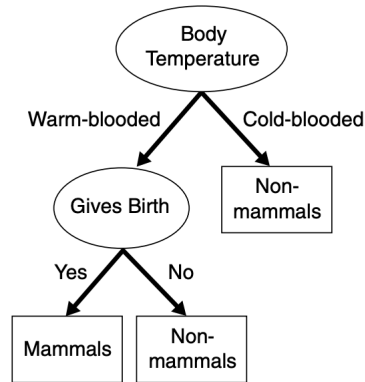 Body
Temperature
Warm-blooded
Cold-blooded
Gives Birth
Non-
mammals
Yes
No
Mammals
Non-
mammals